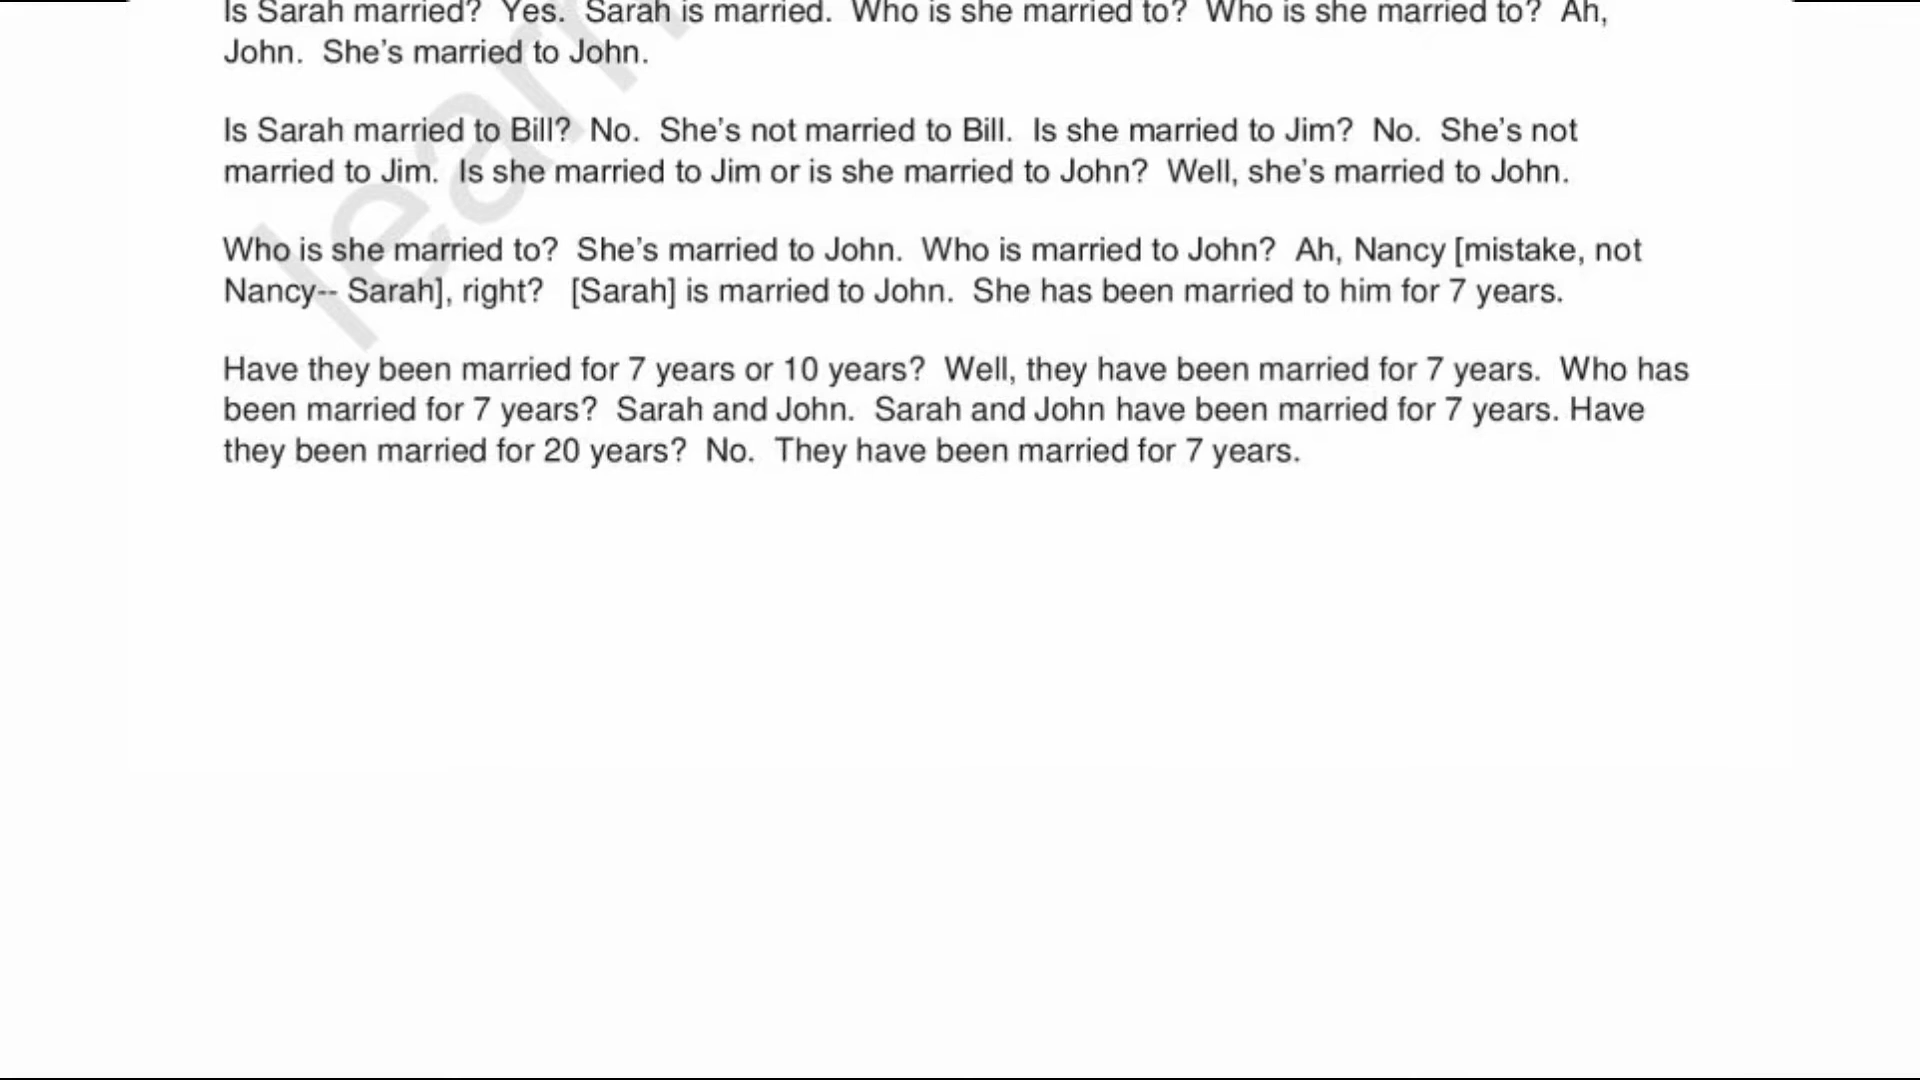 Is Sarah married?  Yes.  Sarah is married.  Who is she married to?  Who is she married to?  Ah,
John.  She’s married to John.
Is Sarah married to Bill?  No.  She’s not married to Bill.  Is she married to Jim?  No.  She’s not
married to Jim.  Is she married to Jim or is she married to John?  Well, she’s married to John.
Who is she married to?  She’s married to John.  Who is married to John?  Ah, Nancy [mistake, not
Nancy-- Sarah], right?   [Sarah] is married to John.  She has been married to him for 7 years.
Have they been married for 7 years or 10 years?  Well, they have been married for 7 years.  Who has
been married for 7 years?  Sarah and John.  Sarah and John have been married for 7 years. Have
they been married for 20 years?  No.  They have been married for 7 years.
lear